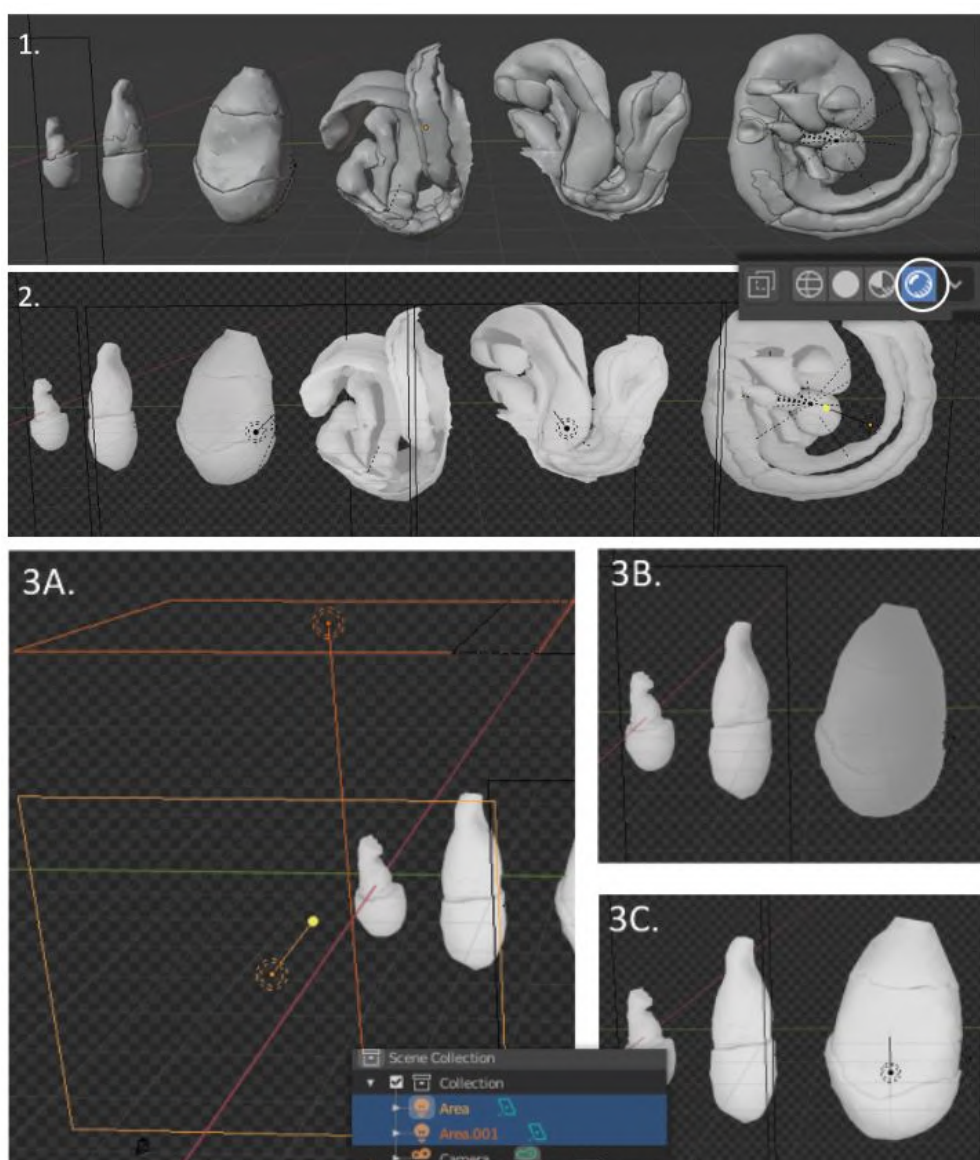 1.
2.
3A.
3B.
3C.
Scene Collection
Collection
Area
Area.001
Camera